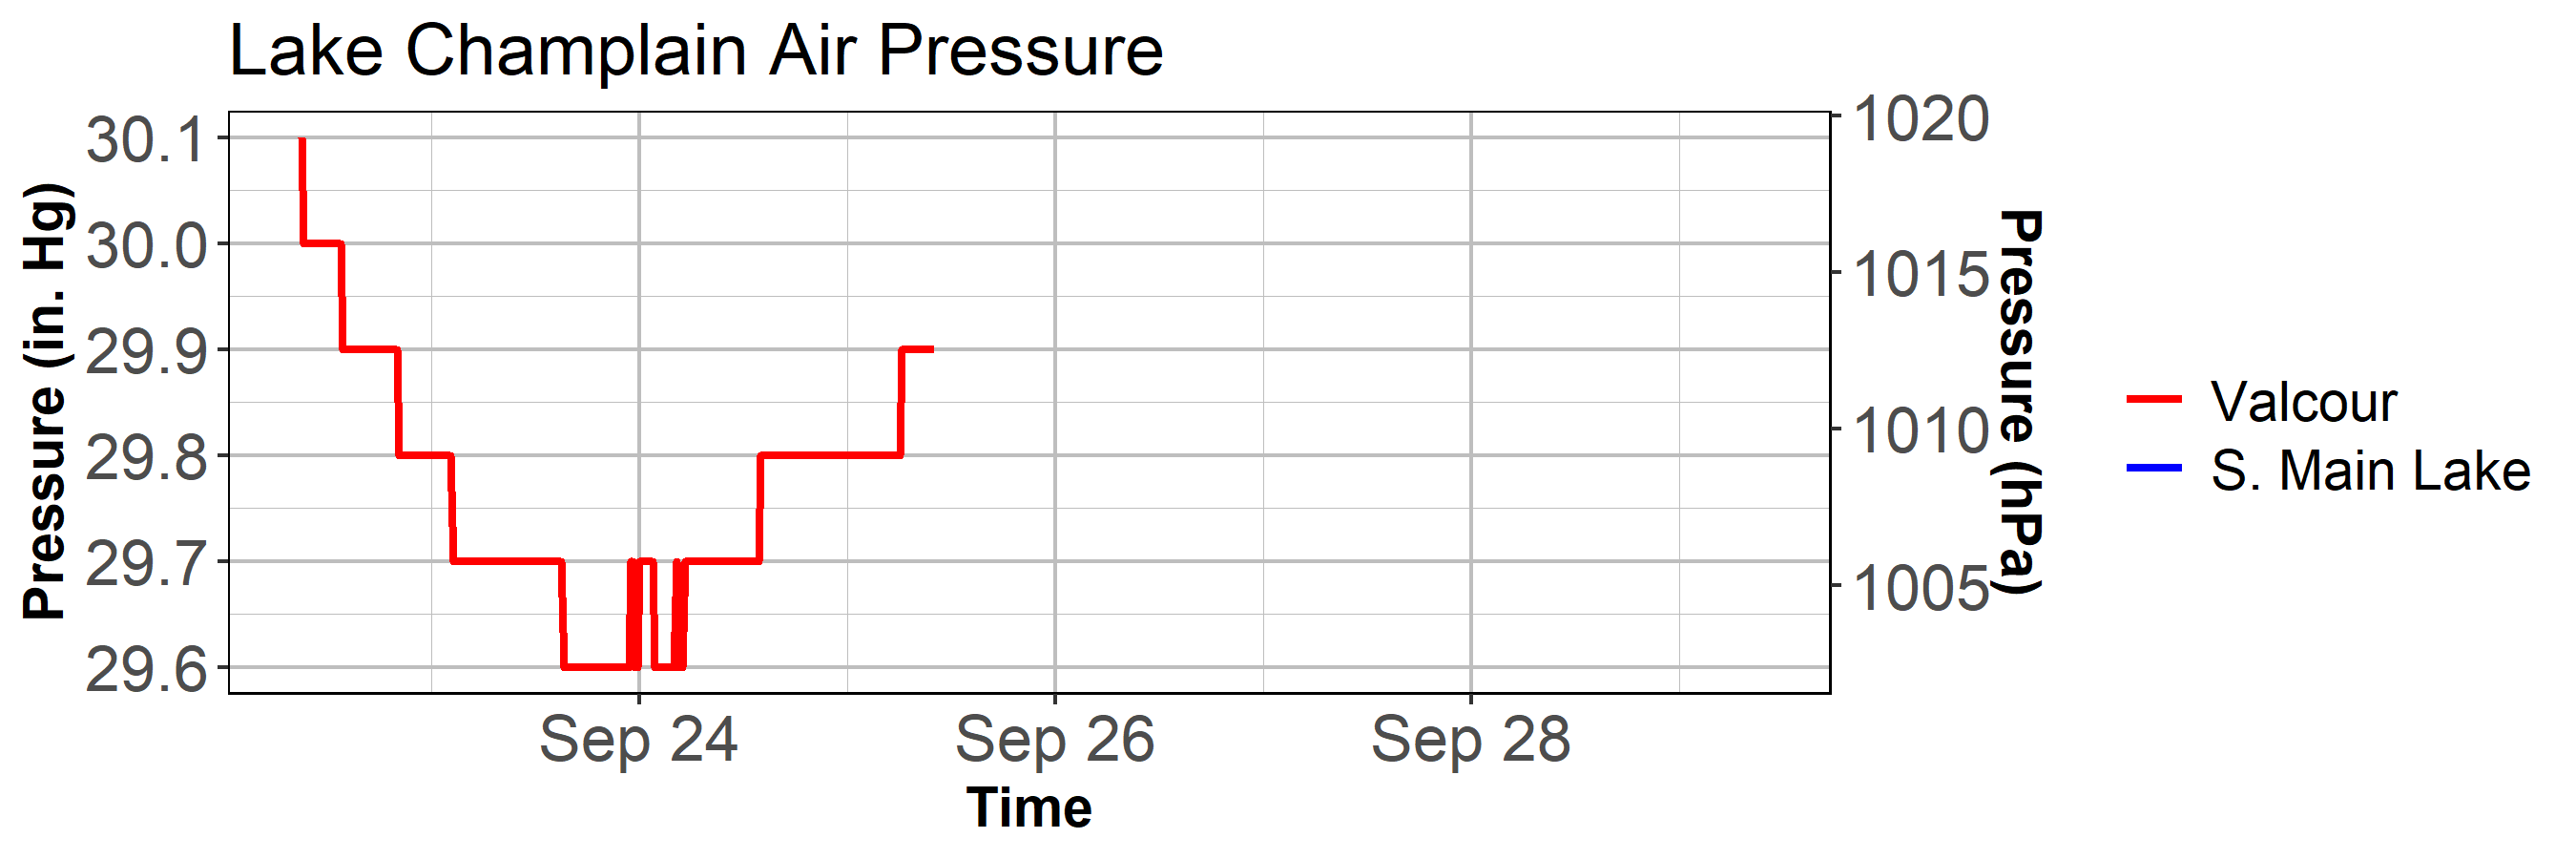 Lake Champlain Air Pressure
Pressure (in. Hg)
30.1
30.0
29.9
29.8
29.7
29.6
1020
1015
1010
1005
Pressure (hPa)
Sep 24
Sep 26
Sep 28
Time
Valcour
S. Main Lake